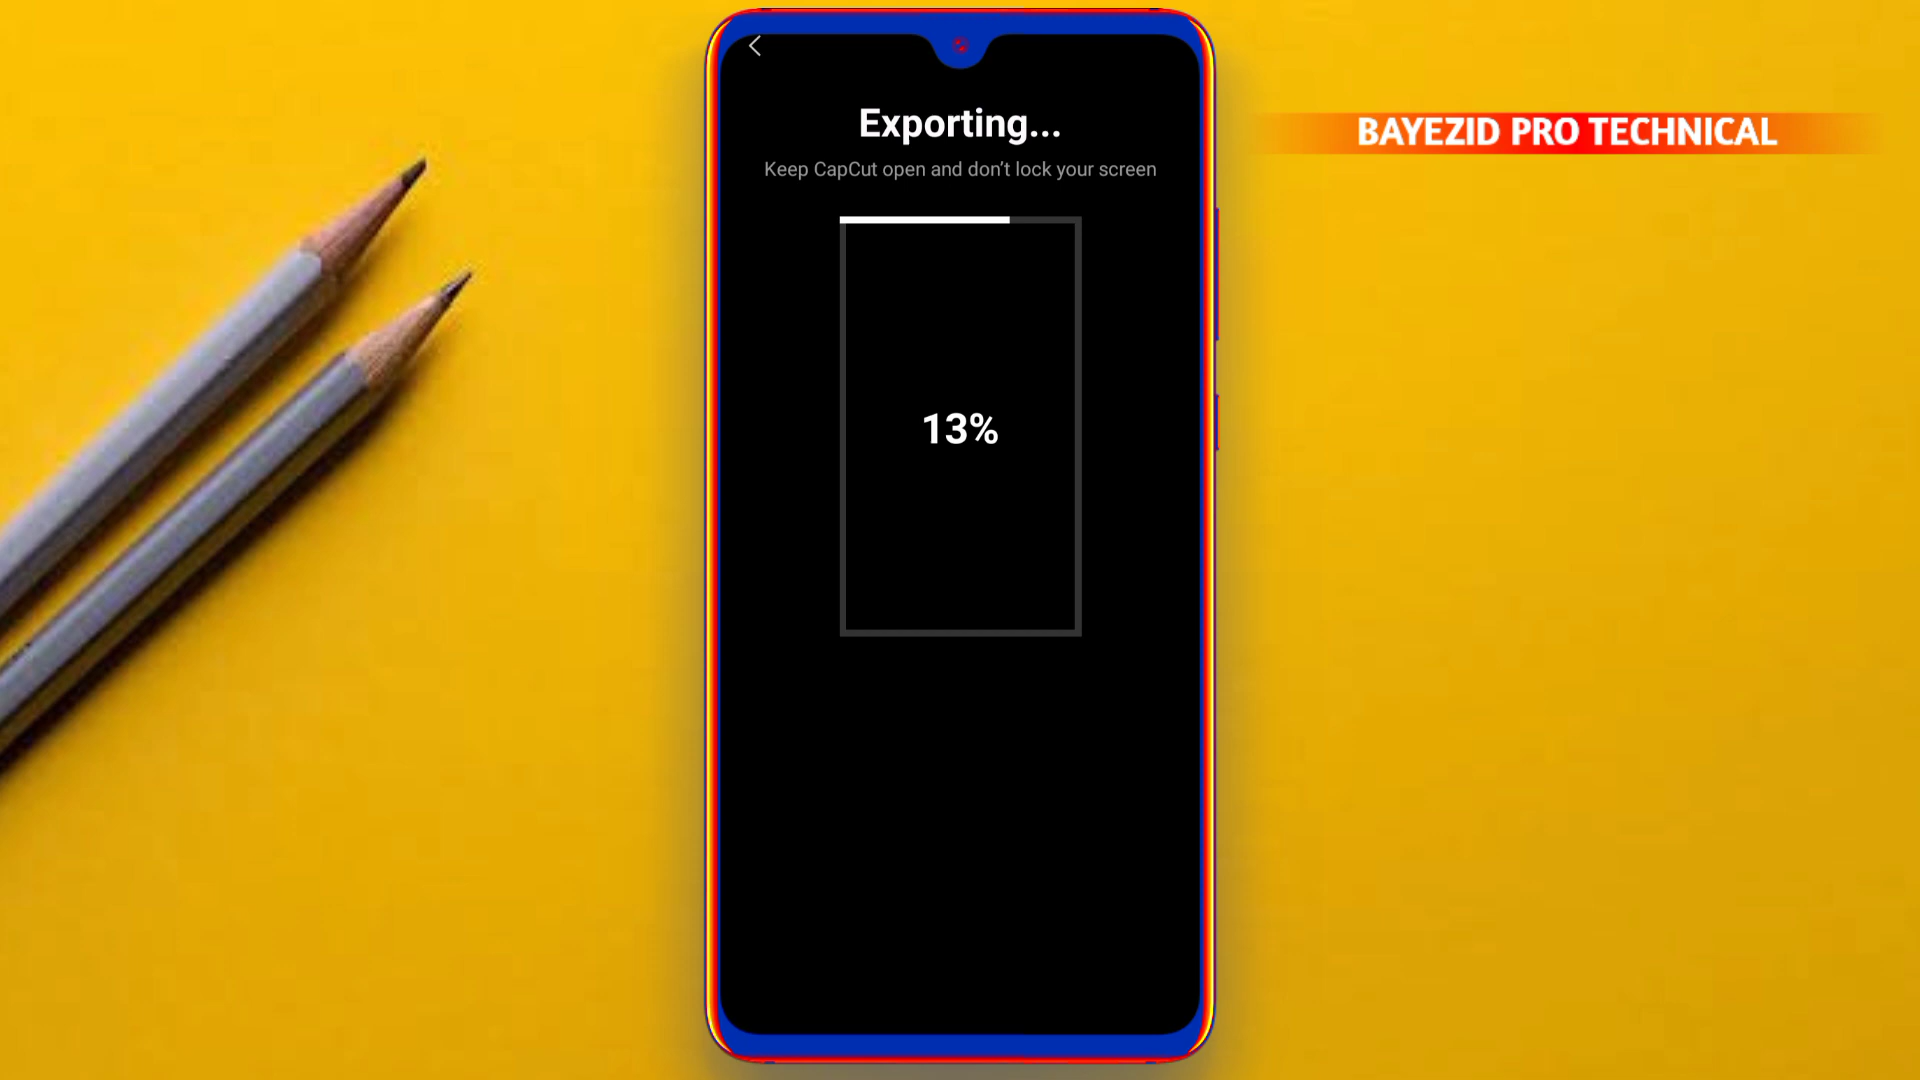 Exporting...
Keep CapCut open and don't lock your screen
13%
BAYEZID PRO TECHNICAL